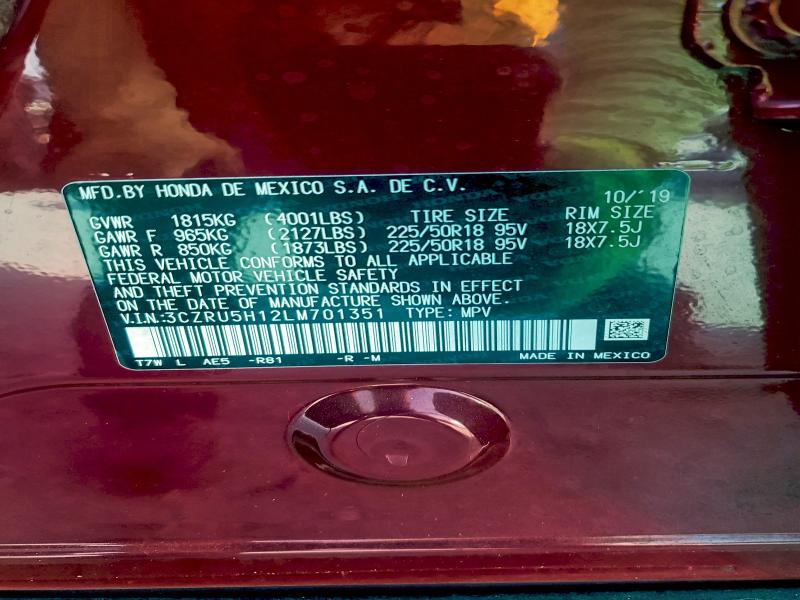 MFD.BY HONDA DE MEXICO S.A. DE C.V.
10/'19
GVWR 1815KG (4001LBS) TIRE SIZE RIM SIZE
GAWR F 965KG (2127LBS) 225/50R18 95V 18X7.5J
GAWR R 850KG (1873LBS) 225/50R18 95V 18X7.5J
THIS VEHICLE CONFORMS TO ALL APPLICABLE
FEDERAL MOTOR VEHICLE SAFETY
AND THEFT PREVENTION STANDARDS IN EFFECT
ON THE DATE OF MANUFACTURE SHOWN ABOVE.
V.I.N:3CZRU5H12LM701351 TYPE: MPV
T7W L AE5 -R81 -R -M MADE IN MEXICO